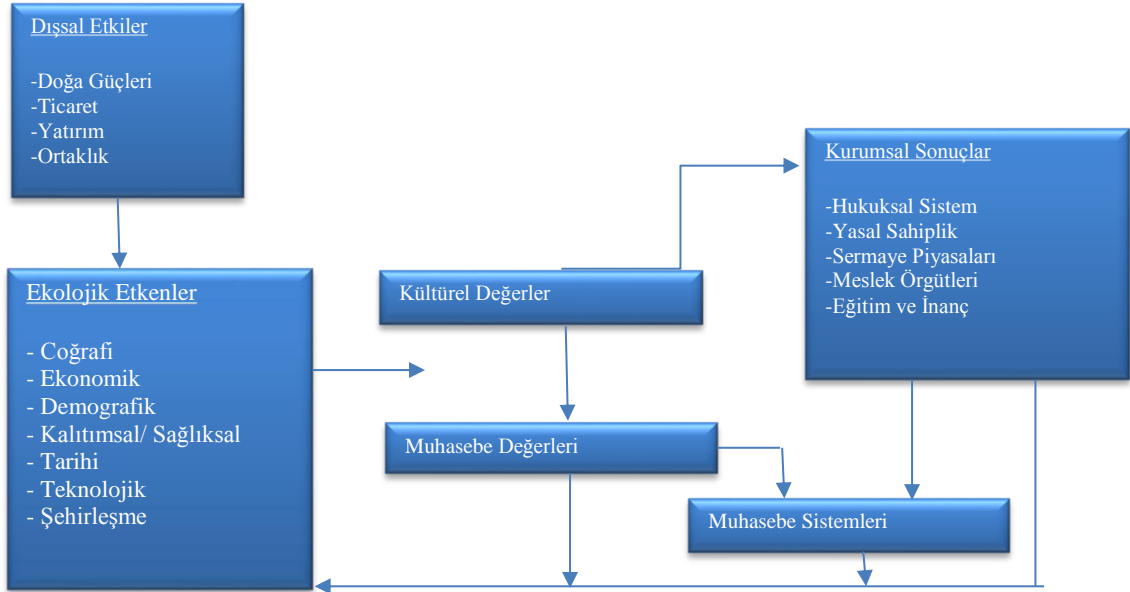 Dışsal Etkiler
-Doğa Güçleri
-Ticaret
-Yatırım
-Ortaklık
Ekolojik Etkenler
- Coğrafi
- Ekonomik
- Demografik
- Kalıtımsal/ Sağlıksal
- Tarihi
- Teknolojik
- Şehirleşme
Kültürel Değerler
Muhasebe Değerleri
Kurumsal Sonuçlar
-Hukuksal Sistem
-Yasal Sahiplik
-Sermaye Piyasaları
-Meslek Örgütleri
-Eğitim ve İnanç
Muhasebe Sistemleri